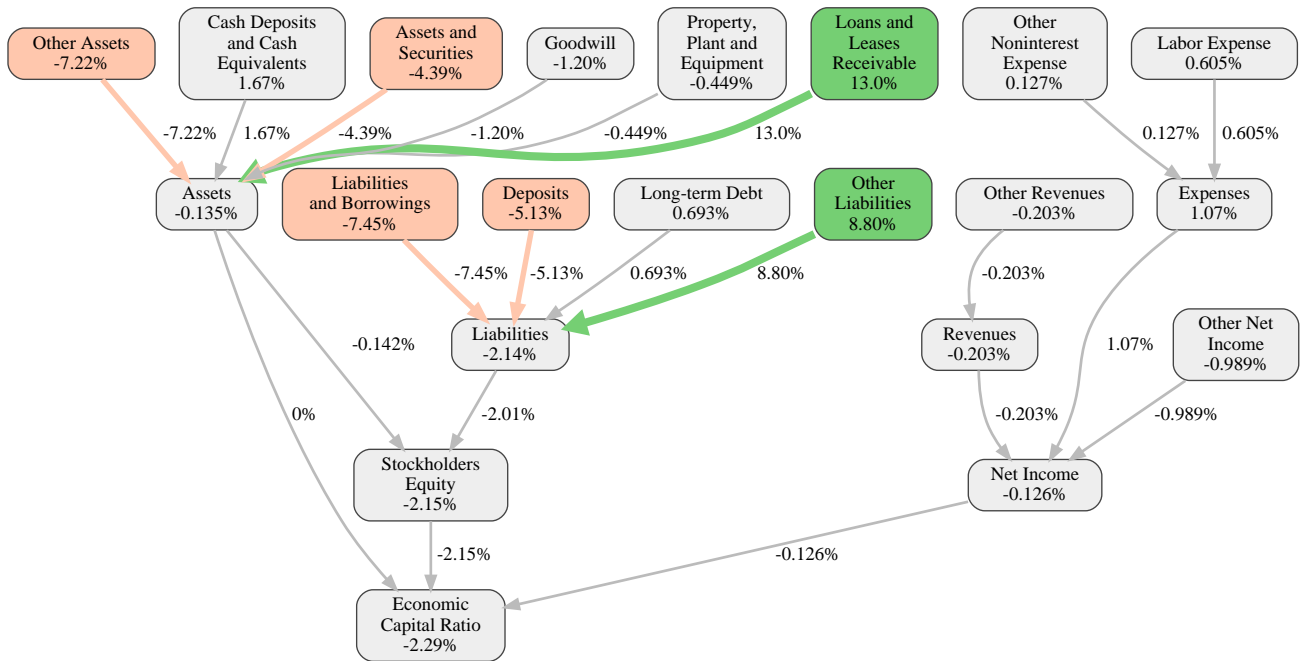 Other Assets
-7.22%
Cash Deposits
and Cash
Equivalents
1.67%
Assets and
Securities
-4.39%
Goodwill
-1.20%
Property,
Plant and
Equipment
-0.449%
Loans and
Leases
Receivable
13.0%
Other
Noninterest
Expense
0.127%
Labor Expense
0.605%
-7.22%
1.67%
-4.39%
-1.20%
-0.449%
13.0%
0.127%
0.605%
Assets
-0.135%
Liabilities
and Borrowings
-7.45%
Deposits
-5.13%
Long-term Debt
0.693%
Other
Liabilities
8.80%
Other Revenues
-0.203%
Expenses
1.07%
-7.45%
-5.13%
0.693%
8.80%
-0.203%
-0.142%
Liabilities
-2.14%
Revenues
-0.203%
1.07%
Other Net
Income
-0.989%
0%
-2.01%
-0.203%
-0.989%
Stockholders
Equity
-2.15%
Net Income
-0.126%
-2.15%
-0.126%
Economic
Capital Ratio
-2.29%